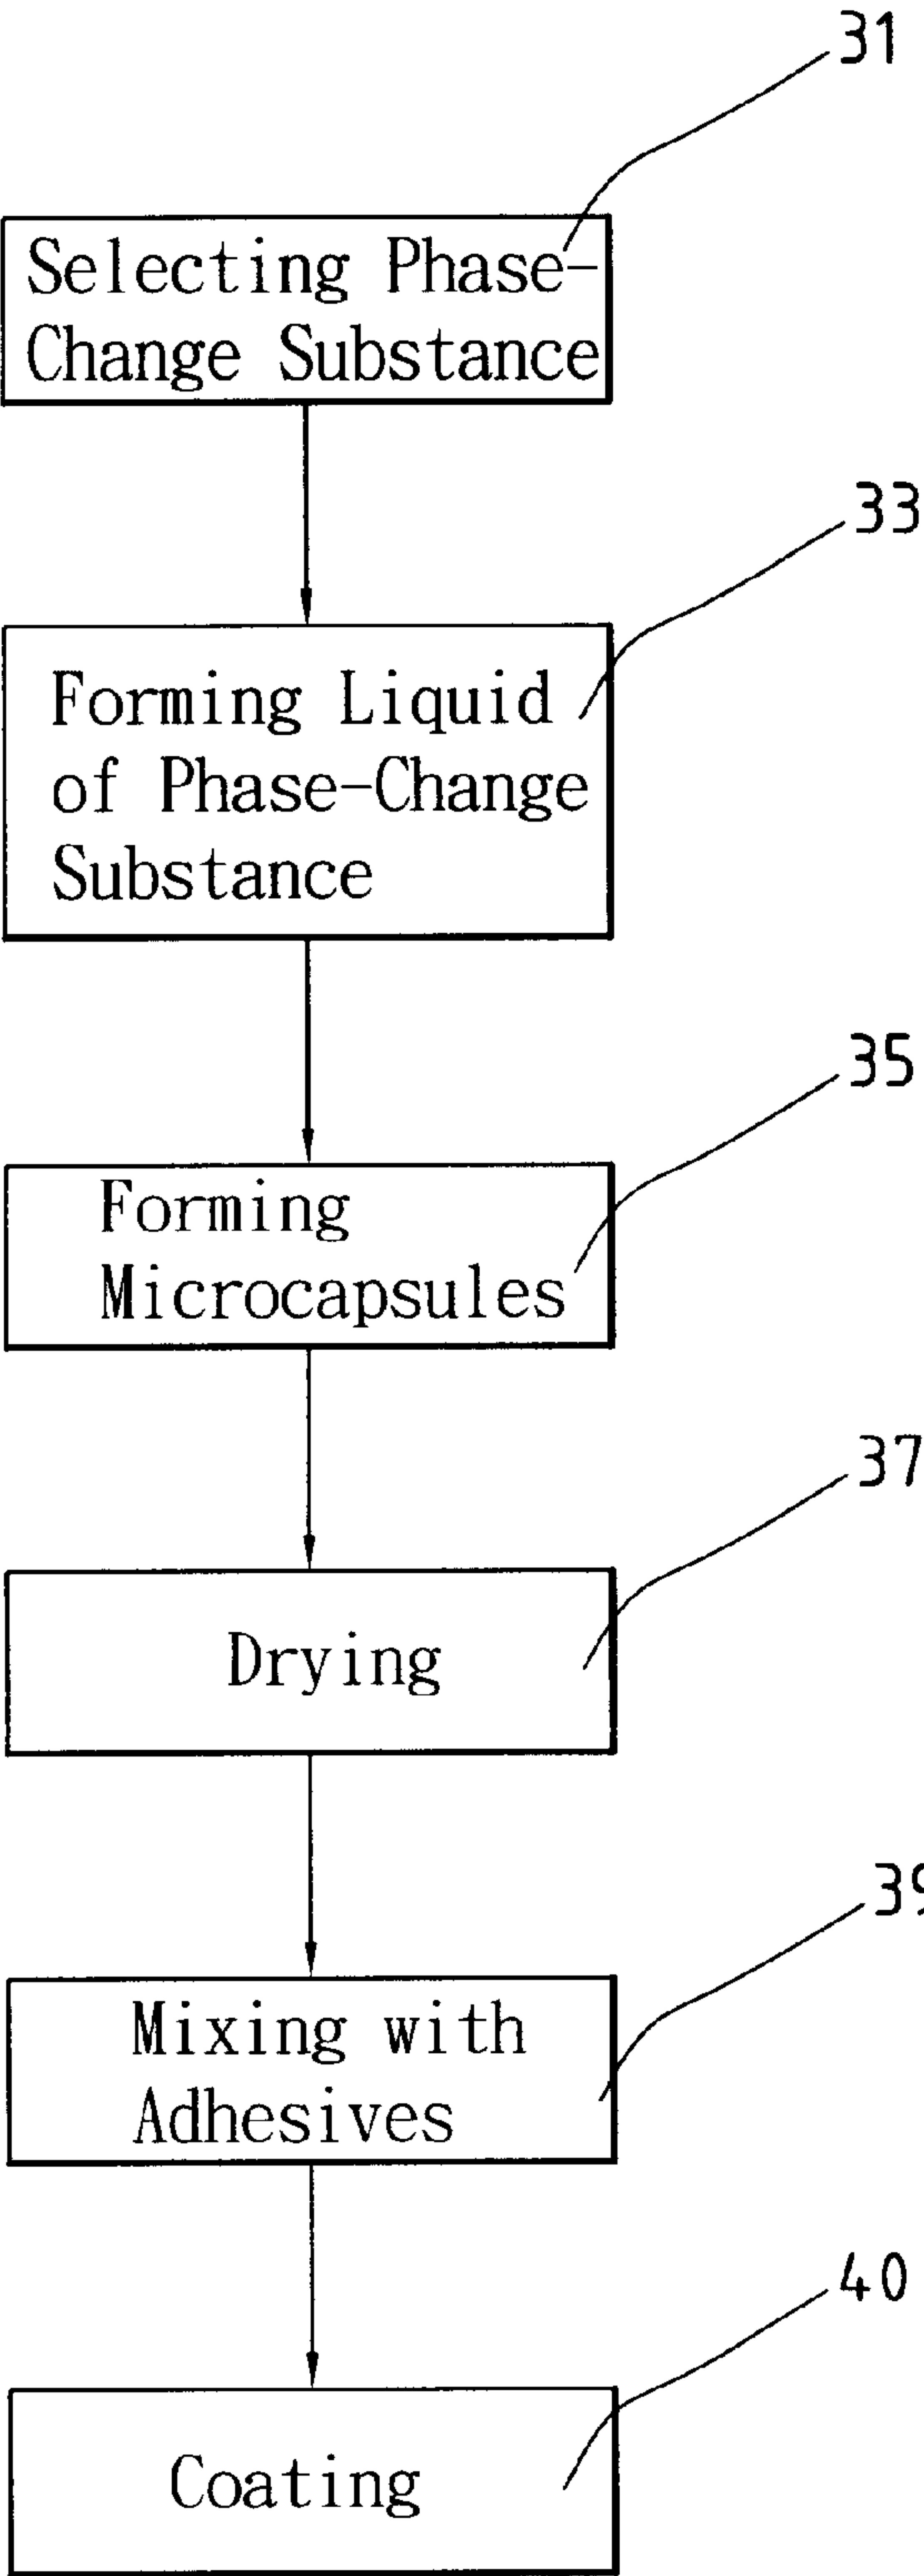 31
Selecting Phase-
Change Substance
33
Forming Liquid
of Phase-Change
Substance
35
Forming
Microcapsules
37
Drying
39
Mixing with
Adhesives
40
Coating